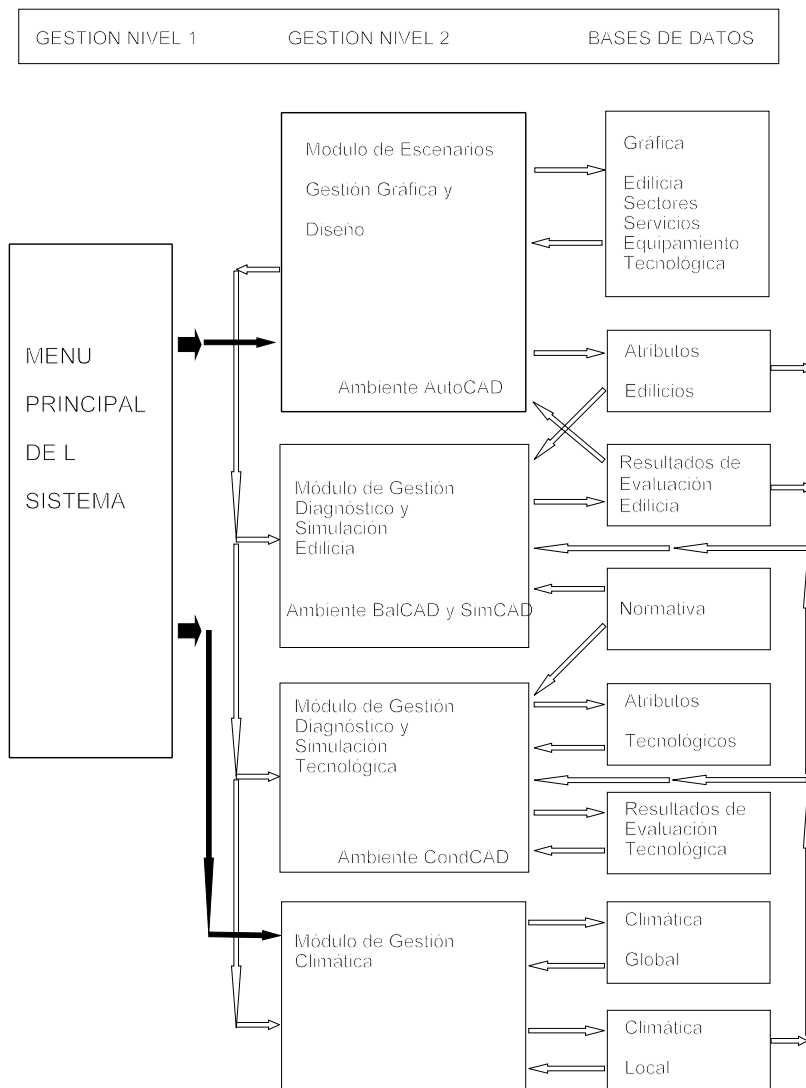 GESTION NIVEL 1
GESTION NIVEL 2
BASES DE DATOS
MENU
PRINCIPAL
DE L
SISTEMA
Modulo de Escenarios
Gestión Gráfica y
Diseño
Ambiente AutoCAD
Gráfica
Edilicia
Sectores
Servicios
Equipamiento
Tecnológica
Atributos
Edilicios
Módulo de Gestión
Diagnóstico y
Simulación
Edilicia
Ambiente BalCAD y SimCAD
Resultados de
Evaluación
Edilicia
Normativa
Módulo de Gestión
Diagnóstico y
Simulación
Tecnológica
Ambiente CondCAD
Atributos
Tecnológicos
Resultados de
Evaluación
Tecnológica
Módulo de Gestión
Climática
Climática
Global
Climática
Local